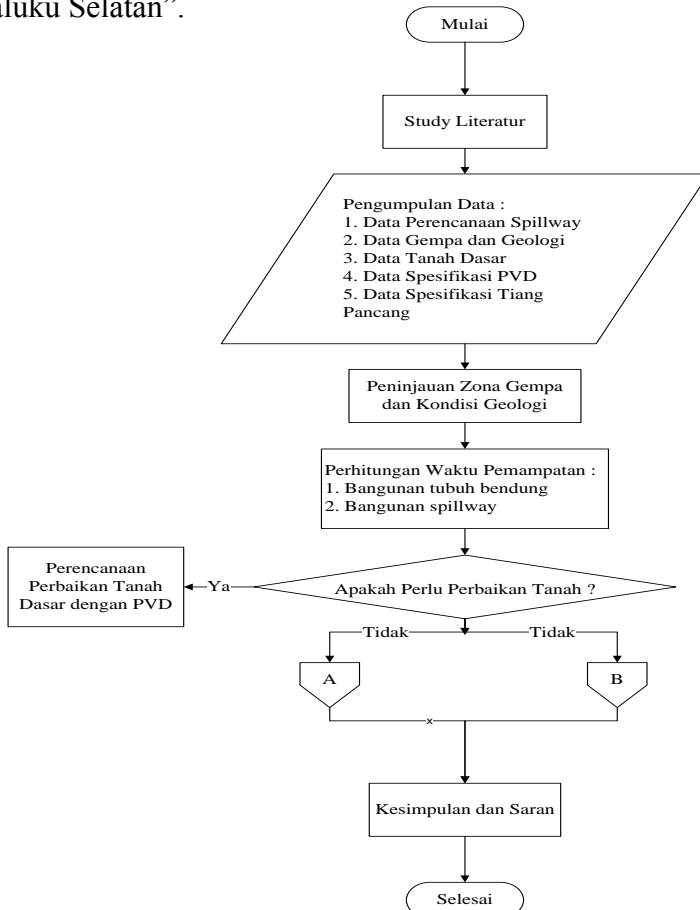 aluku Selatan”.
Mulai
Study Literatur
Pengumpulan Data :
1. Data Perencanaan Spillway
2. Data Gempa dan Geologi
3. Data Tanah Dasar
4. Data Spesifikasi PVD
5. Data Spesifikasi Tiang
Pancang
Peninjauan Zona Gempa
dan Kondisi Geologi
Perhitungan Waktu Pemampatan :
1. Bangunan tubuh bendung
2. Bangunan spillway
Perencanaan
Perbaikan Tanah
Dasar dengan PVD
Ya
Apakah Perlu Perbaikan Tanah ?
Tidak
Tidak
A
B
x
Kesimpulan dan Saran
Selesai